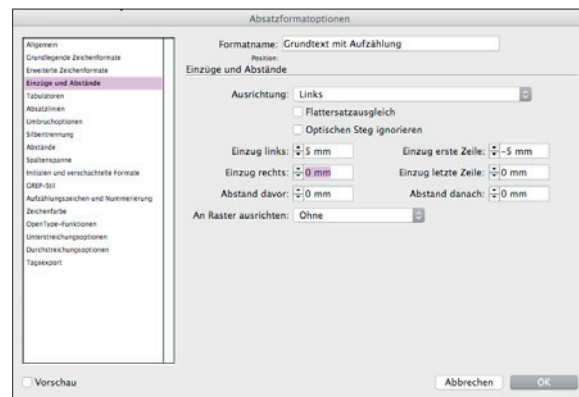 Absatzformatoptionen
Allgemein
Grundlegende Zeichenformate
Erweiterte Zeichenformate
Einzüge und Abstände
Tabulatoren
Absatzlinien
Umbruchoptionen
Silbentrennung
Abstände
Spaltenspanne
Initialen und verschachtelte Formate
GREP-Stil
Aufzählungszeichen und Nummerierung
Zeichenfarbe
OpenType-Funktionen
Unterstreichungsoptionen
Durchstreichungsoptionen
Tagsexport
Formatname: Grundtext mit Aufzählung
Position:
Einzüge und Abstände
Ausrichtung: Links
Flattersatzausgleich
Optischen Steg ignorieren
Einzug links: 5 mm Einzug erste Zeile: -5 mm
Einzug rechts: 0 mm Einzug letzte Zeile: 0 mm
Abstand davor: 0 mm Abstand danach: 0 mm
An Raster ausrichten: Ohne
Vorschau
Abbrechen OK